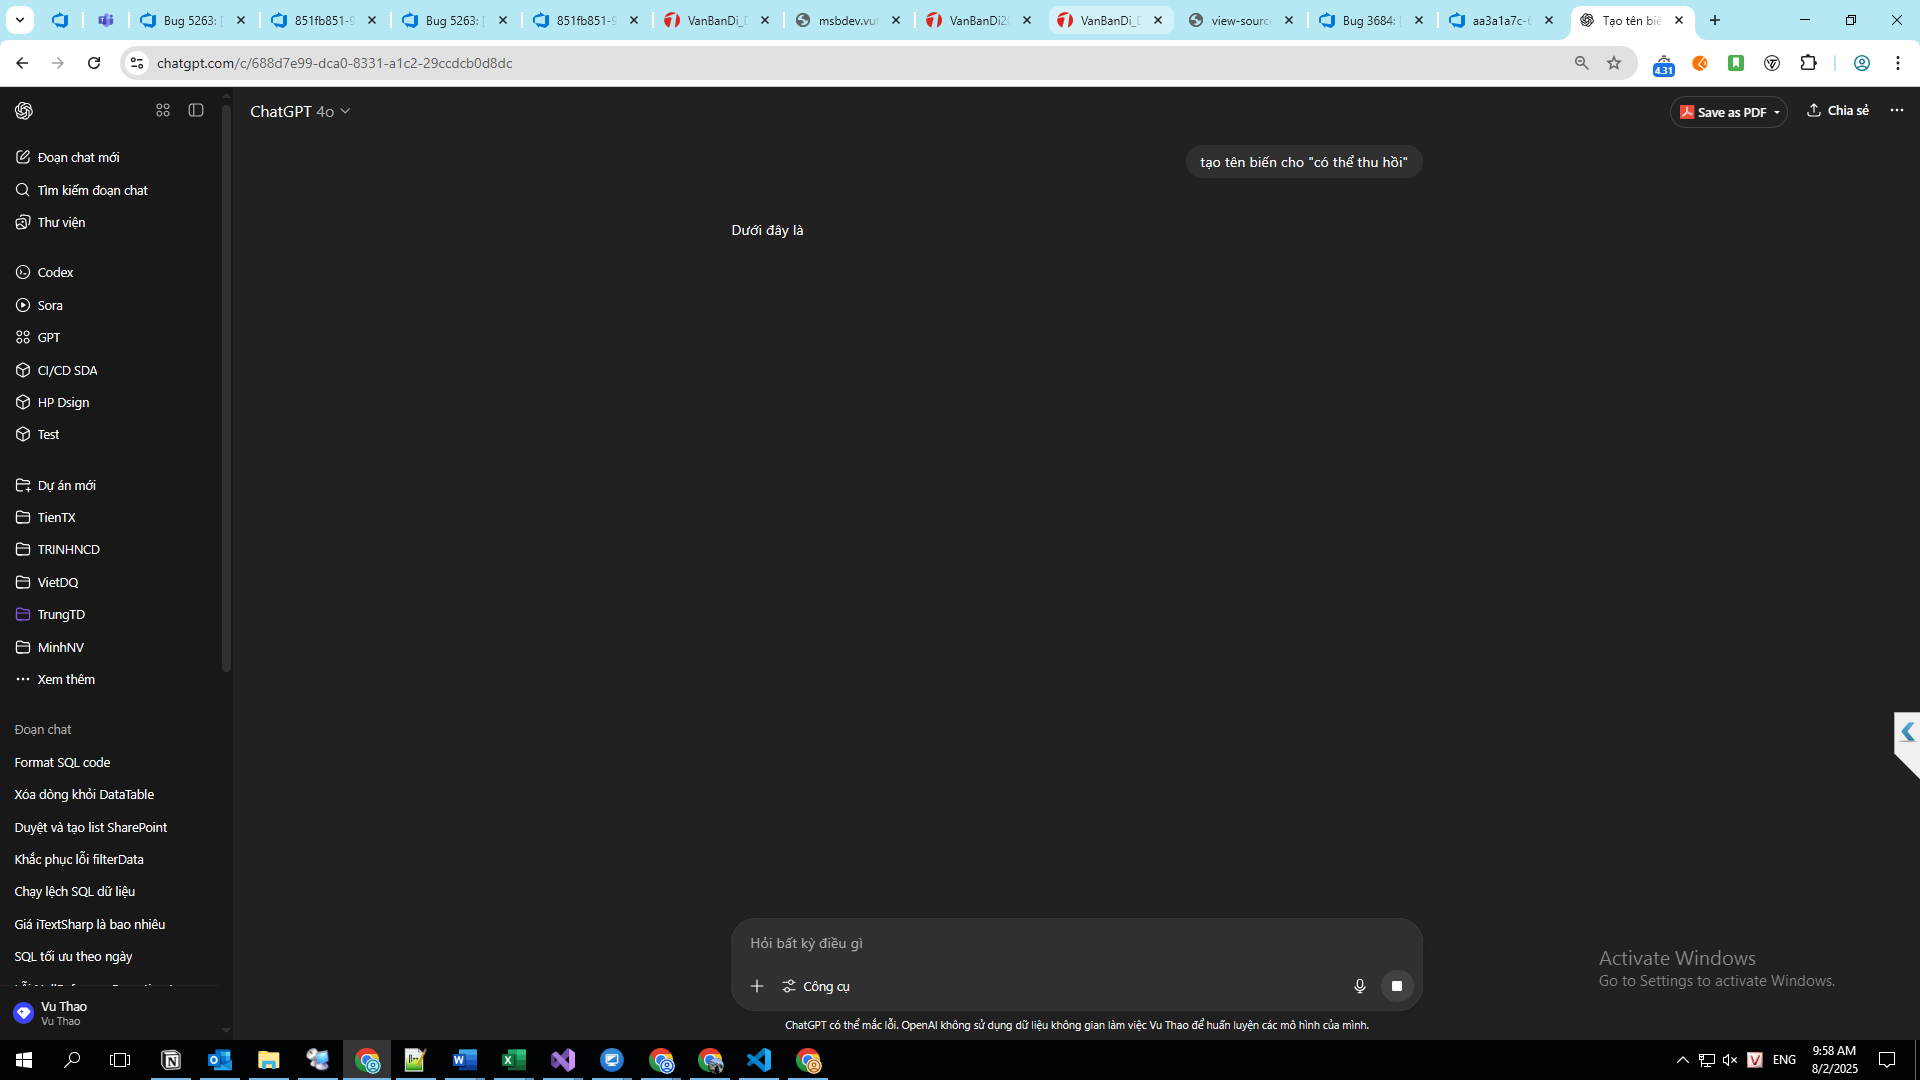 Bug 5263: [
851fb851-9
Bug 5263: [
851fb851-9
VanBanDi_D
msbdev.vut
VanBanDi20
VanBanDi_D
view-source
Bug 3684: [
aa3a1a7c-6
Tạo tên biế
chatgpt.com/c/688d7e99-dca0-8331-a1c2-29ccdcb0d8dc
4.31
ChatGPT 4o
Save as PDF
Chia sẻ
Đoạn chat mới
Tìm kiếm đoạn chat
Thư viện
Codex
Sora
GPT
CI/CD SDA
HP Dsign
Test
Dự án mới
TienTX
TRINHNCD
VietDQ
TrungTD
MinhNV
Xem thêm
Đoạn chat
Format SQL code
Xóa dòng khỏi DataTable
Duyệt và tạo list SharePoint
Khắc phục lỗi filterData
Chạy lệch SQL dữ liệu
Giá iTextSharp là bao nhiêu
SQL tối ưu theo ngày
Vu Thao
Vu Thao
tạo tên biến cho "có thể thu hồi"
Dưới đây là
Hỏi bất kỳ điều gì
Công cụ
ChatGPT có thể mắc lỗi. OpenAI không sử dụng dữ liệu không gian làm việc Vu Thao để huấn luyện các mô hình của mình.
Activate Windows
Go to Settings to activate Windows.
ENG
9:58 AM
8/2/2025